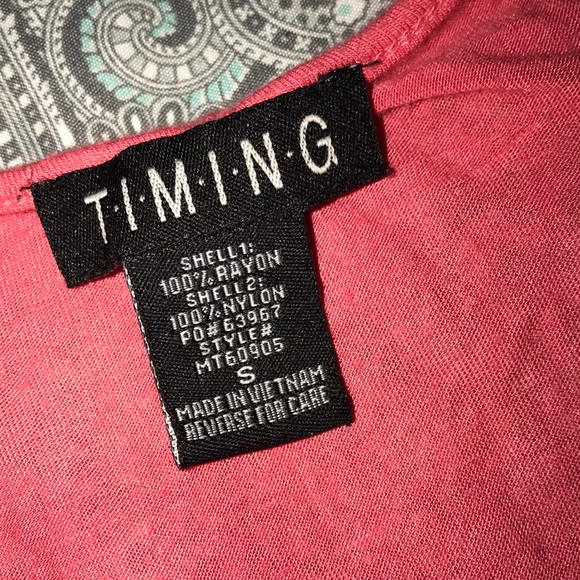 T·I·M·I·N·G
SHELL1:
100% RAYON
SHELL2:
100% NYLON
PO# 63967
STYLE#
MT60905
S
MADE IN VIETNAM
REVERSE FOR CARE